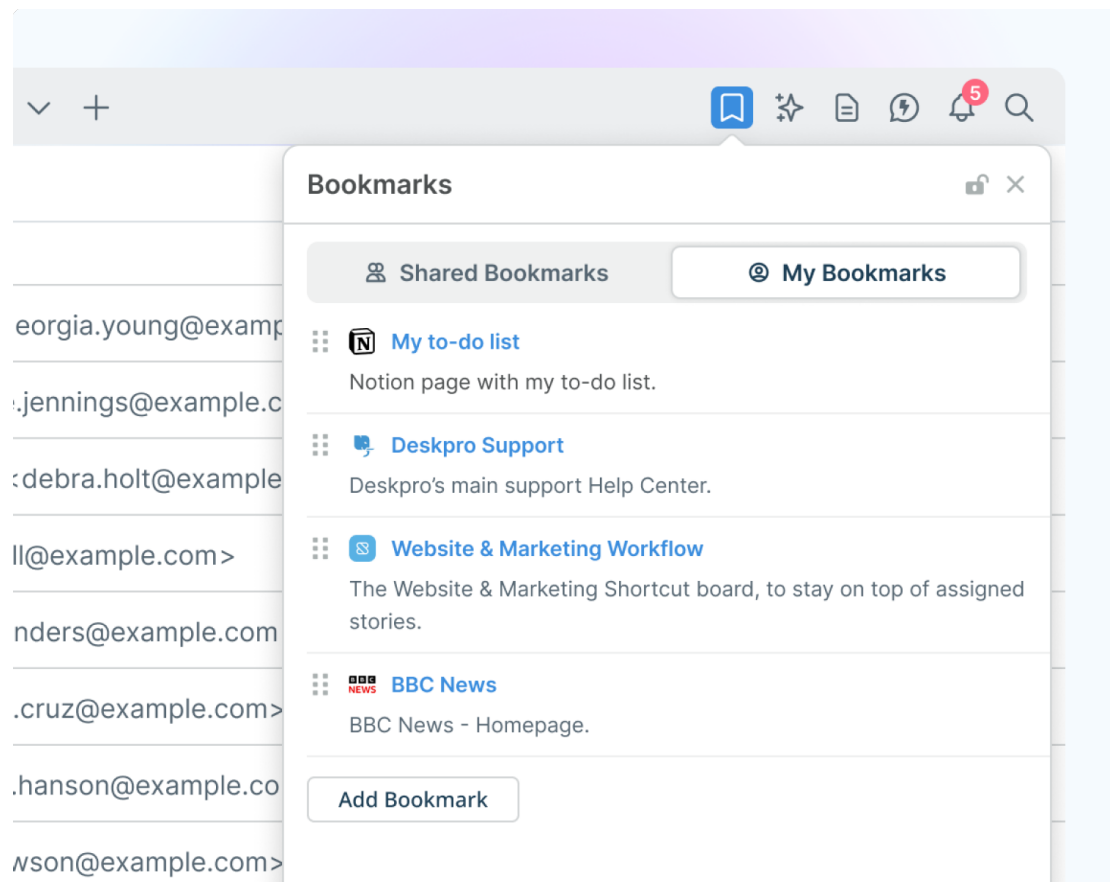 5
Bookmarks
Shared Bookmarks
My Bookmarks
N My to-do list
Notion page with my to-do list.
Deskpro Support
Deskpro’s main support Help Center.
Website & Marketing Workflow
The Website & Marketing Shortcut board, to stay on top of assigned
stories.
BBC NEWS BBC News
BBC News - Homepage.
Add Bookmark
eorgia.young@examp
.jennings@example.c
<debra.holt@example
ll@example.com>
nders@example.com
.cruz@example.com>
.hanson@example.co
wson@example.com>